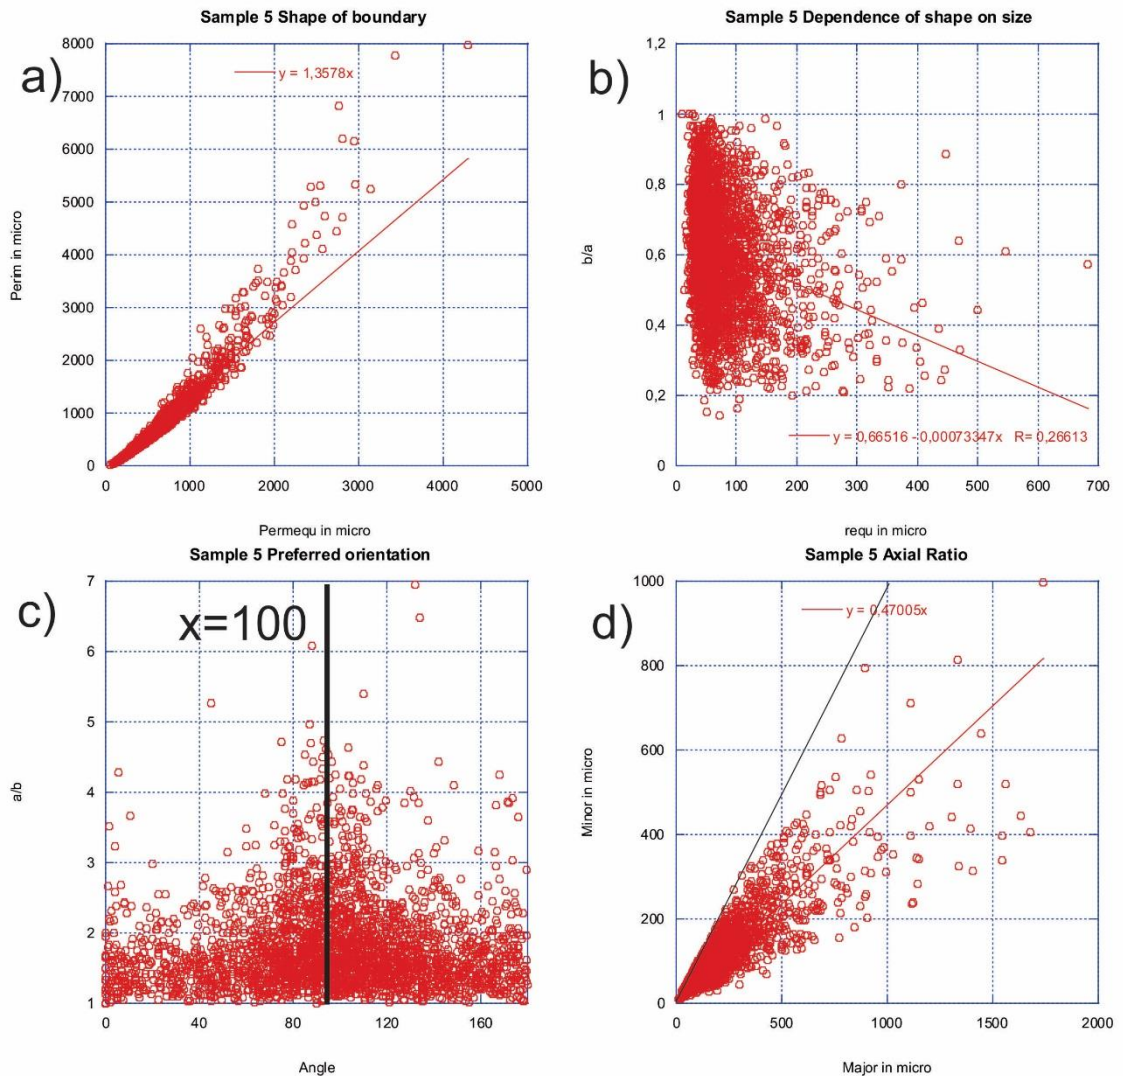 Sample 5 Shape of boundary
a)
y = 1,3578x
8000
7000
6000
5000
4000
3000
2000
1000
0
Perim in micro
0 1000 2000 3000 4000 5000
Permequ in micro
Sample 5 Dependence of shape on size
b)
1,2
1
0,8
0,6
0,4
0,2
0
b/a
y = 0,66516 - 0,00073347x R= 0,26613
0 100 200 300 400 500 600 700
requ in micro
Sample 5 Preferred orientation
c)
x=100
7
6
5
4
3
2
1
a/b
0 40 80 120 160
Angle
Sample 5 Axial Ratio
d)
y = 0,47005x
1000
800
600
400
200
0
Minor in micro
0 500 1000 1500 2000
Major in micro